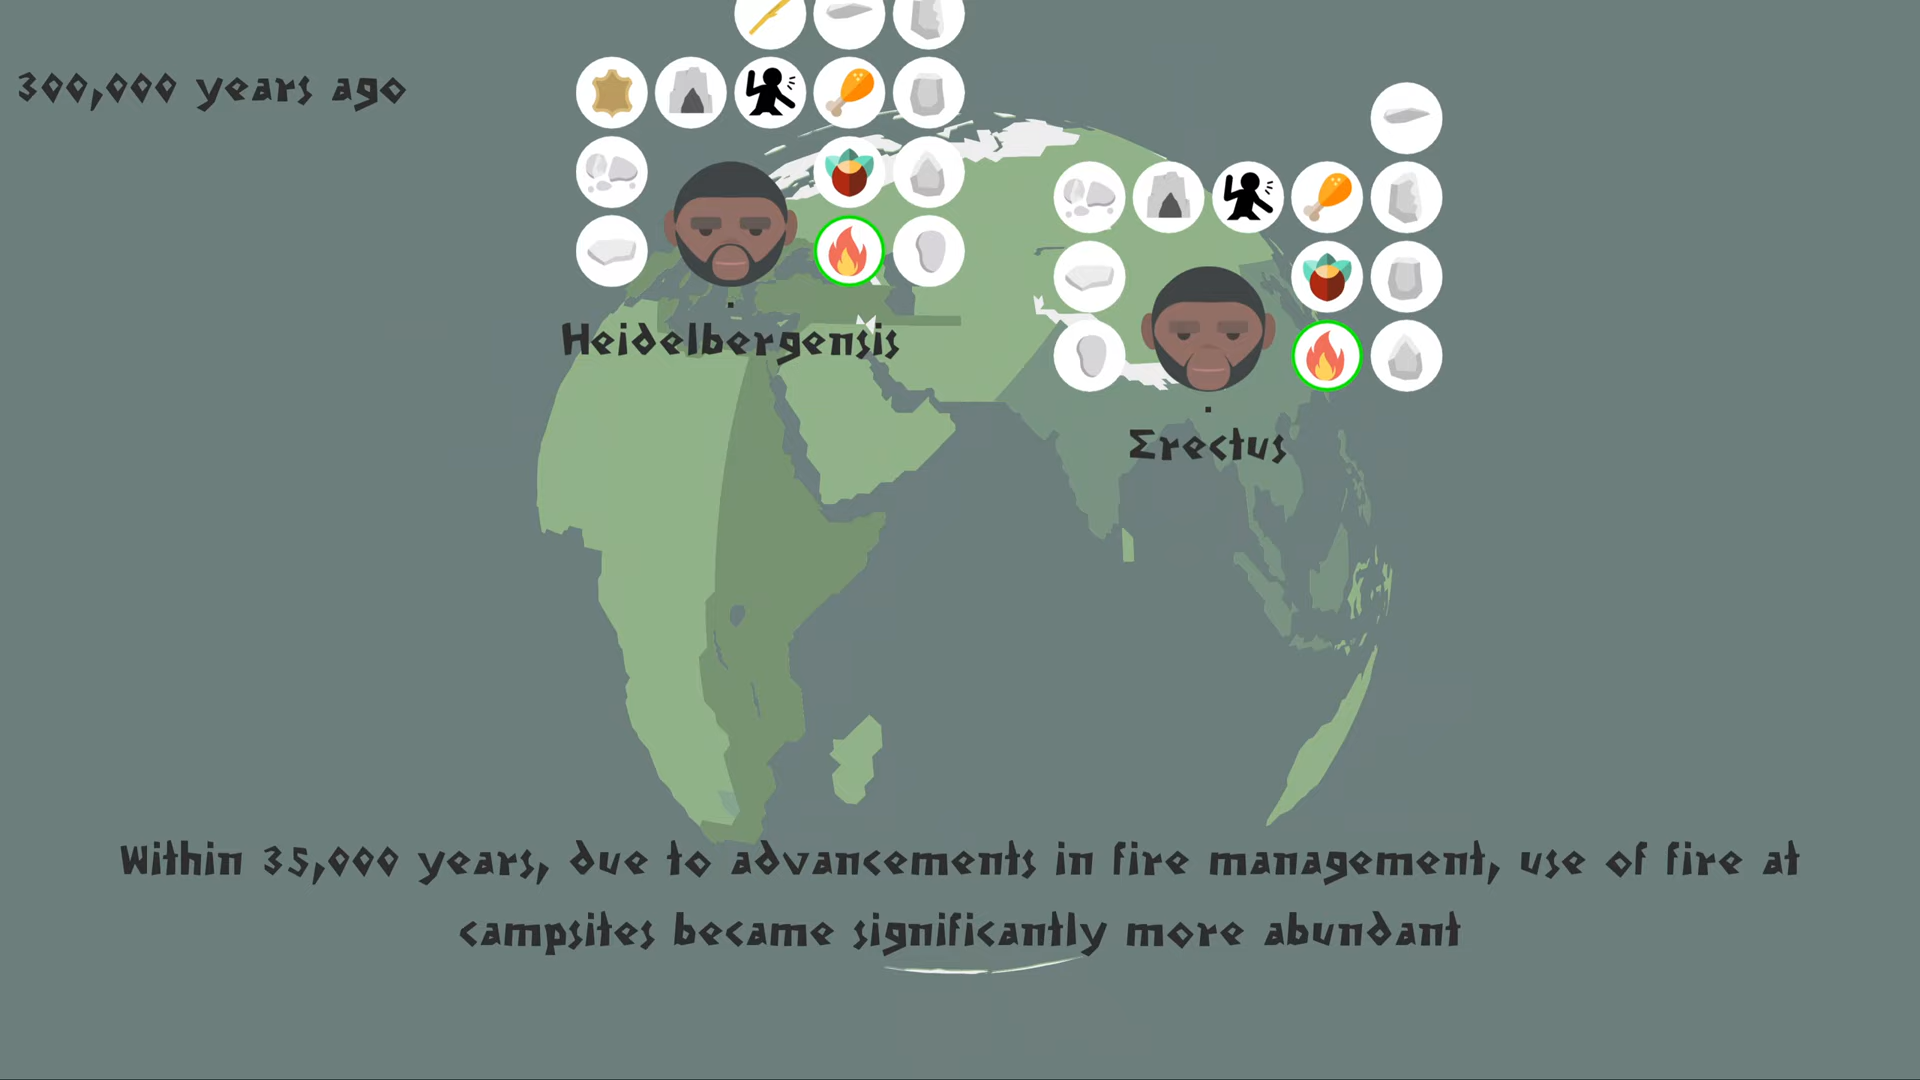 300,000 years ago
Heidelbergensis
Erectus
Within 35,000 years, due to advancements in fire management, use of fire at
campsites became significantly more abundant